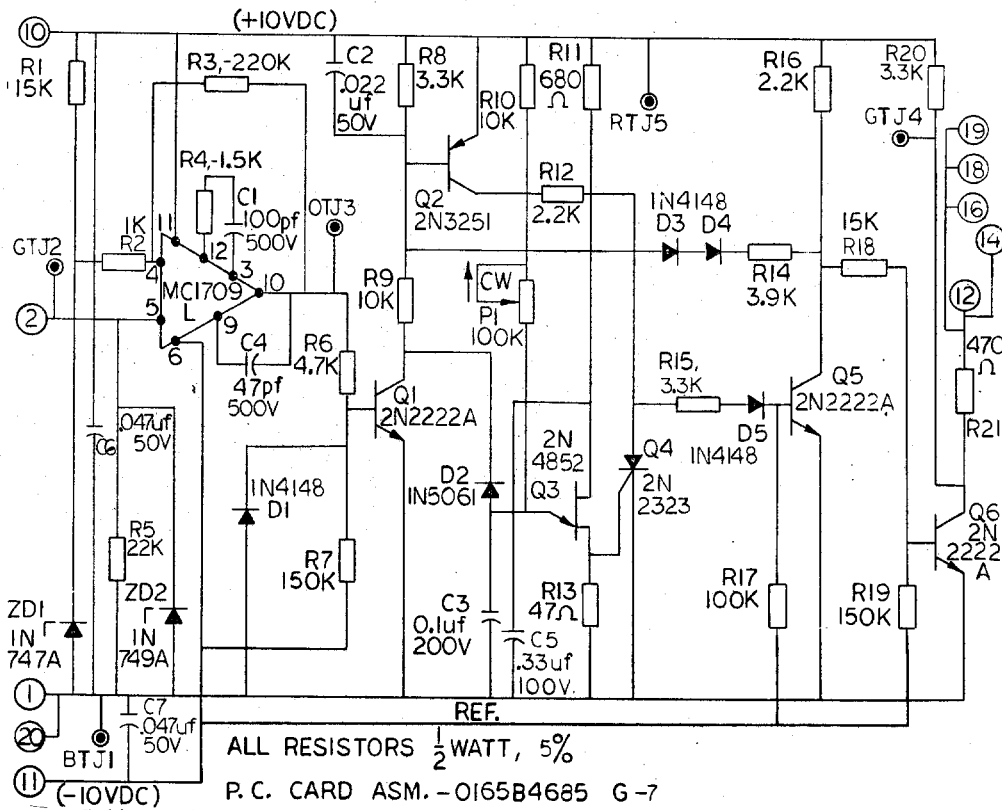 (+10VDC)
10
R1
15K
R3,-220K
C2
.022
uf
50V
R8
3.3K
R10
10K
R11
680
Ω
RTJ5
R16
2.2K
R20
3.3K
GTJ4
19
18
16
14
12
R4,-1.5K
C1
100pf
500V
OTJ3
Q2
2N3251
R12
2.2K
1N4148
D3 D4
15K
R18
R14
3.9K
GTJ2
1K
R2
11
4
12
3
MC1709
L
10
5
9
6
2
R9
10K
CW
P1
100K
C4
47pf
500V
R6
4.7K
Q1
2N2222A
R15,
3.3K
D5
1N4148
Q5
2N2222A
470
Ω
R21
C6
.047uf
50V
1N4148
D1
D2
1N5061
2N
4852
Q3
Q4
2N
2323
Q6
2N
2222
A
R5
22K
ZD2
1N
749A
R7
150K
C3
0.1uf
200V
R13
47Ω
C5
.33uf
100V.
R17
100K
R19
150K
ZD1
1N
747A
1
20
BTJ1
C7
.047uf
50V
REF.
11
(-10VDC)
ALL RESISTORS 1/2 WATT, 5%
P.C. CARD ASM.-0165B4685 G-7